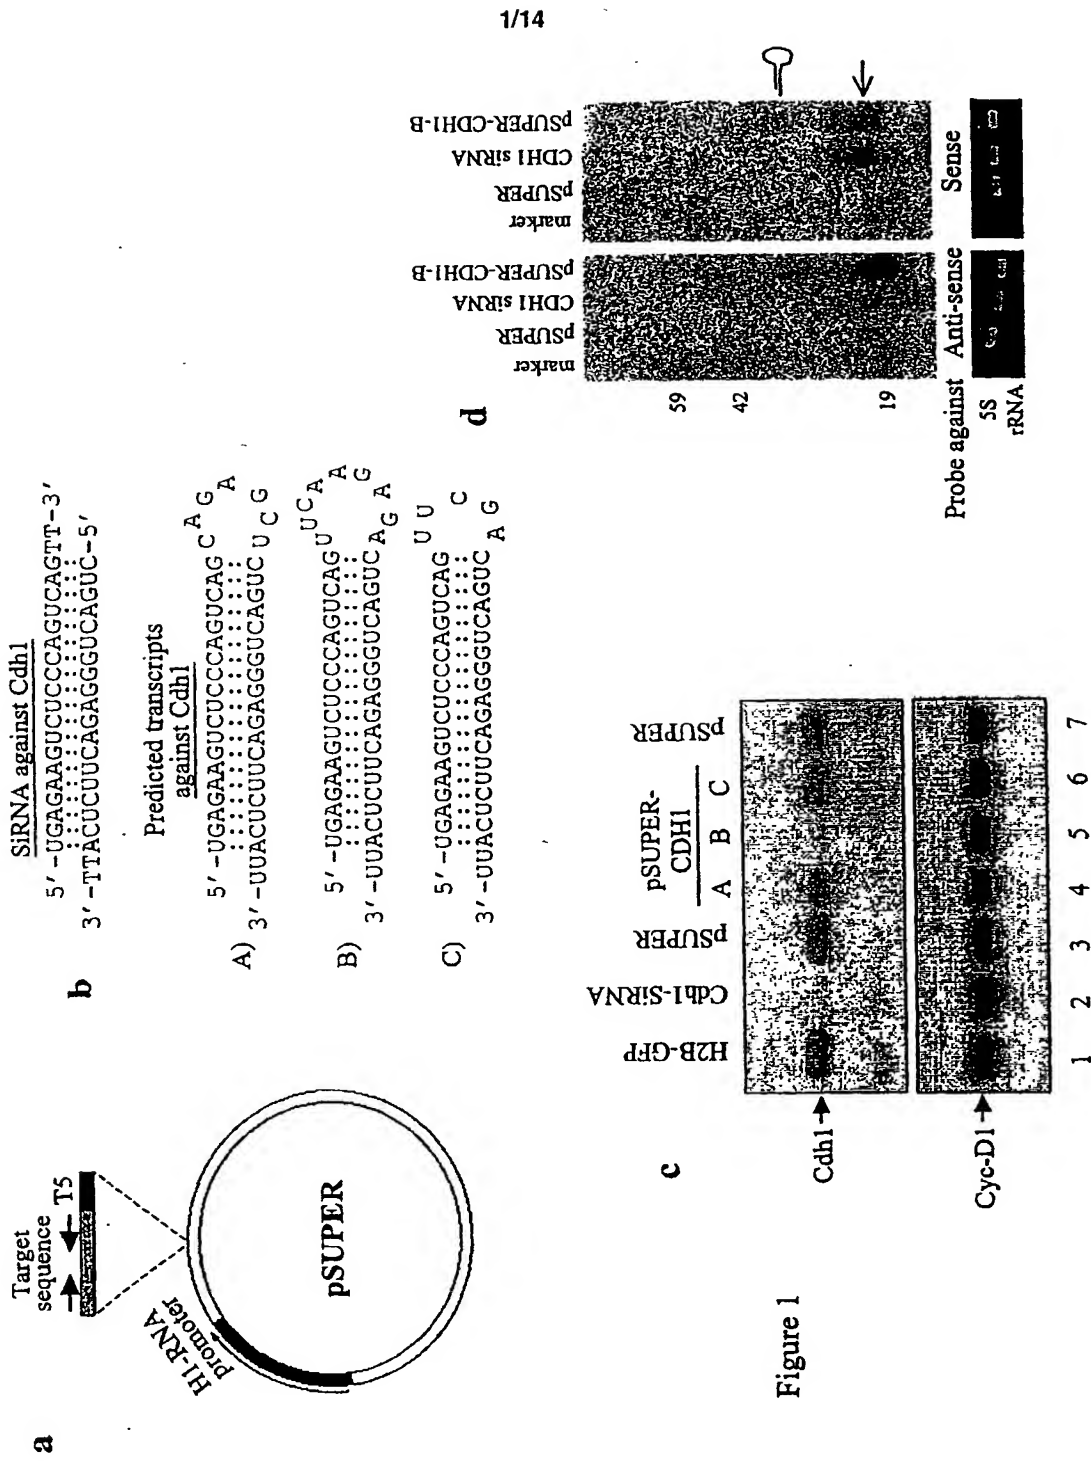 1/14
a
Target
sequence
T5
H1-RNA
promoter
pSUPER
b
SiRNA against Cdh1
5'-UGAGAAGUCUCCCAGUCAGTT-3'
3'-TTACUCUUCAGAGGGUCAGUC-5'
Predicted transcripts
against Cdh1
A)
5'-UGAGAAGUCUCCCAGUCAG C A G A
3'-UUACUCUUCAGAGGGUCAGUC U C G
B)
5'-UGAGAAGUCUCCCAGUCAG U U C A A G
3'-UUACUCUUCAGAGGGUCAGUC A G A
C)
5'-UGAGAAGUCUCCCAGUCAG U U C
3'-UUACUCUUCAGAGGGUCAGUC A G
c
H2B-GFP
Cdh1-SiRNA
pSUPER
pSUPER-
CDH1
A B C
pSUPER
Cdh1
Cyc-D1
1 2 3 4 5 6 7
d
marker
pSUPER
CDH1 siRNA
pSUPER-CDH1-B
marker
pSUPER
CDH1 siRNA
pSUPER-CDH1-B
59
42
19
Probe against Anti-sense Sense
5S
rRNA
Figure 1